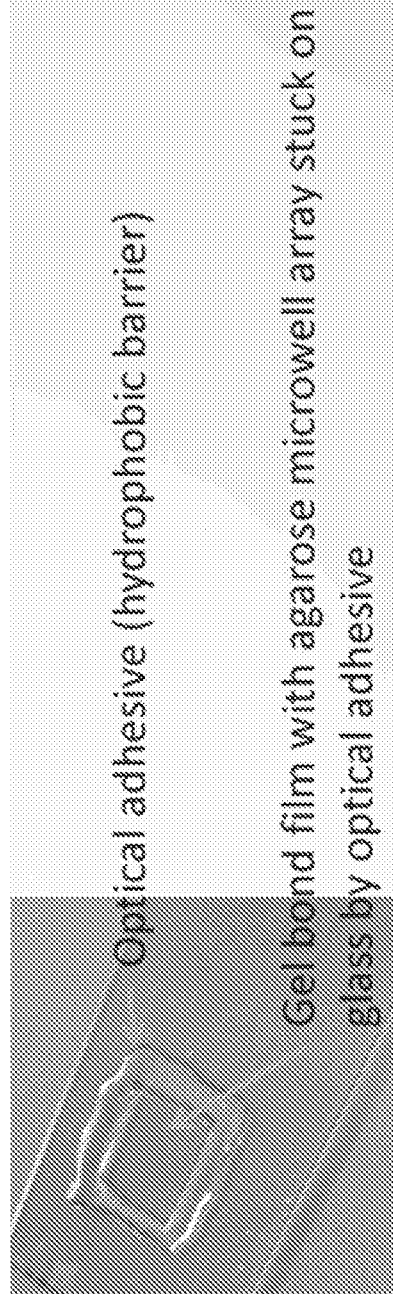 Optical adhesive (hydrophobic barrier)
Gel bond film with agarose microwell array stuck on
glass by optical adhesive